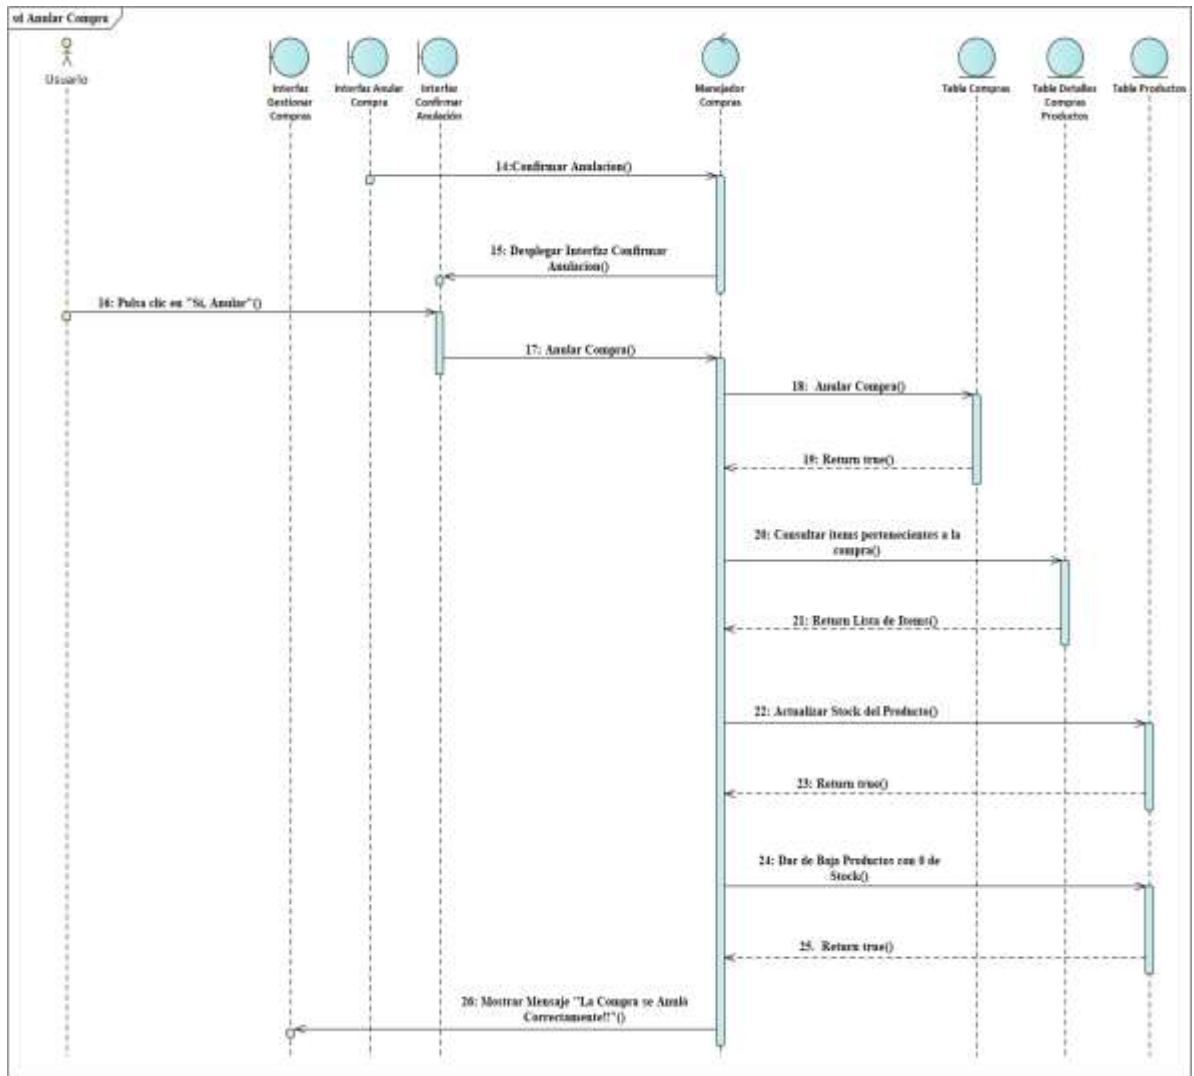 sd Anular Compra
Usuario
Interfaz
Gestionar
Compras
Interfaz Anular
Compra
Interfaz
Confirmar
Anulación
Manejador
Compras
Tabla Compras
Tabla Detalles
Compras
Productos
Tabla Productos
14:Confirmar Anulacion()
15: Desplegar Interfaz Confirmar
Anulacion()
16: Pulsa clic en "Si, Anular"()
17: Anular Compra()
18: Anular Compra()
19: Return true()
20: Consultar items pertenecientes a la
compra()
21: Return Lista de Items()
22: Actualizar Stock del Producto()
23: Return true()
24: Dar de Baja Productos con 0 de
Stock()
25. Return true()
26: Mostrar Mensaje "La Compra se Anuló
Correctamente!!"()